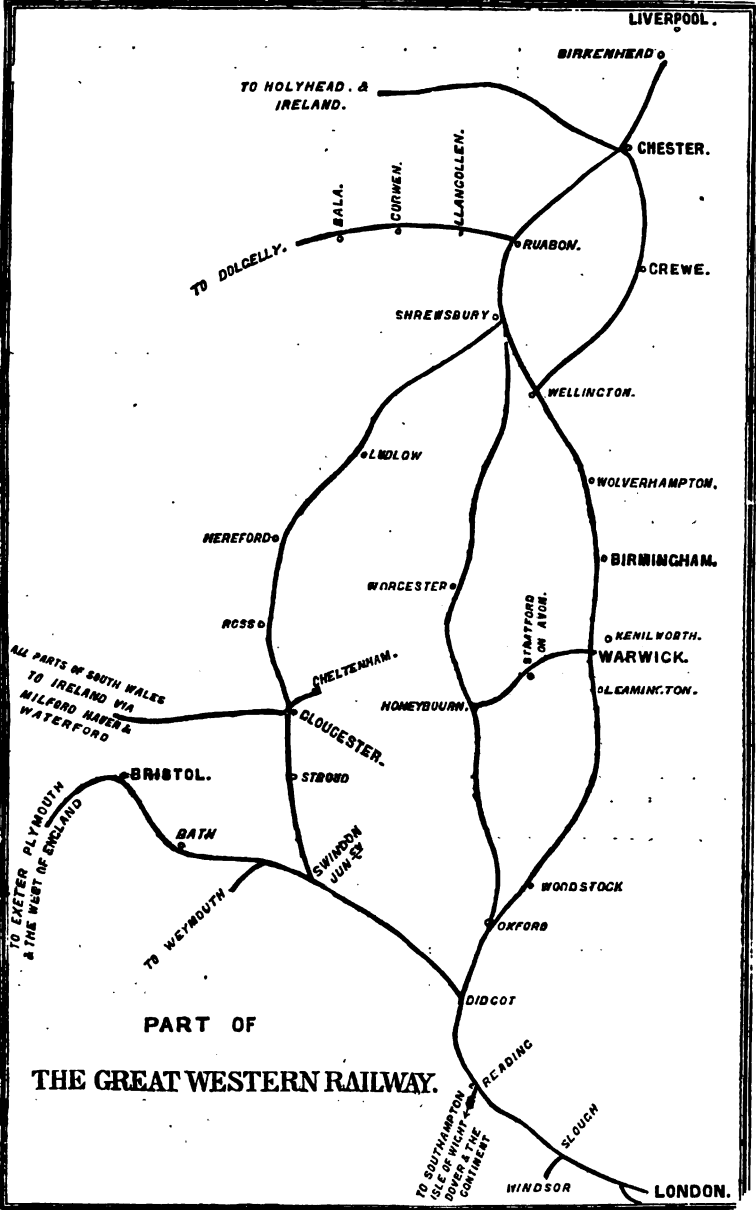 LIVERPOOL.
BIRKENHEAD
TO HOLYHEAD. &
IRELAND.
CHESTER.
BALA.
CORWEN.
LLANGOLLEN.
TO DOLGELLY.
RUABON.
CREWE.
SHREWSBURY
WELLINGTON.
LUDLOW
WOLVERHAMPTON.
HEREFORD
BIRMINGHAM.
WORCESTER
STRATFORD
ON AVON.
ROSS
KENILWORTH.
WARWICK.
ALL PARTS OF SOUTH WALES
TO IRELAND VIA
MILFORD HAVEN &
WATERFORD
CHELTENHAM.
LEAMINGTON.
HONEYBOURN.
GLOUCESTER.
BRISTOL.
STROUD
TO EXETER PLYMOUTH
& THE WEST OF ENGLAND
BATH
SWINDON
JUNCN
TO WEYMOUTH
WOODSTOCK
OXFORD
DIDCOT
PART OF
THE GREAT WESTERN RAILWAY.
READING
TO SOUTHAMPTON
ISLE OF WIGHT
DOVER & THE
CONTINENT
SLOUGH
WINDSOR
LONDON.